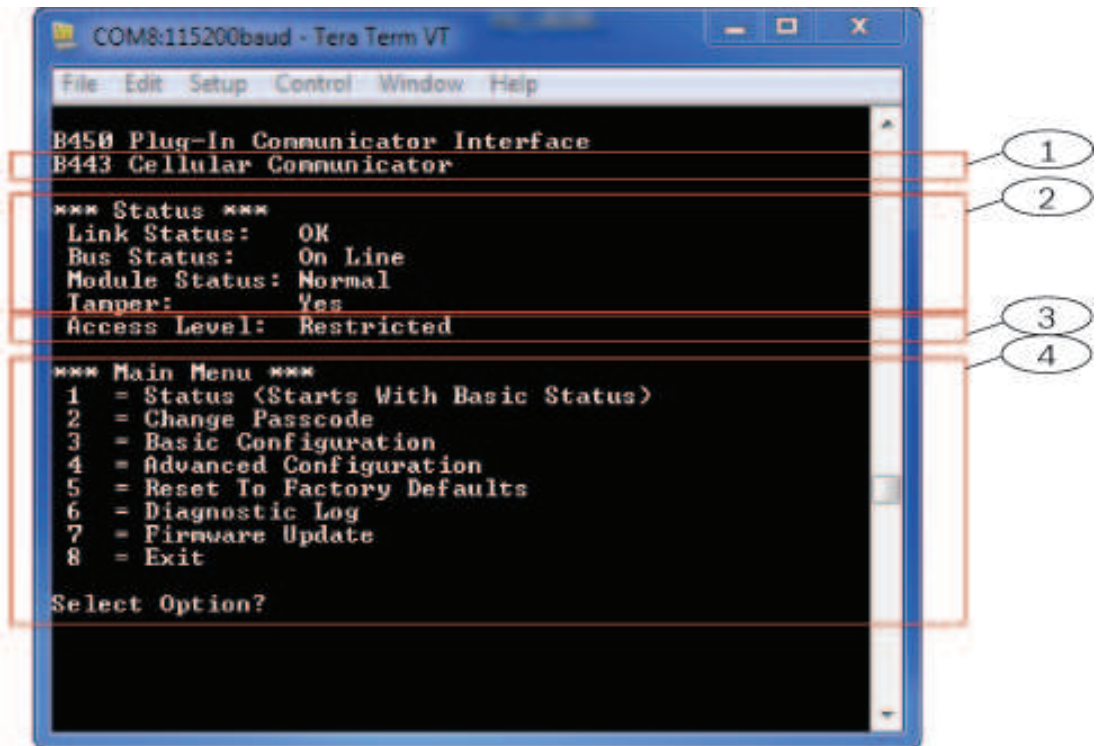 COM8:115200baud - Tera Term VT
File Edit Setup Control Window Help
B450 Plug-In Communicator Interface
B443 Cellular Communicator
*** Status ***
Link Status: OK
Bus Status: On Line
Module Status: Normal
Tamper: Yes
Access Level: Restricted
*** Main Menu ***
1 = Status (Starts With Basic Status)
2 = Change Passcode
3 = Basic Configuration
4 = Advanced Configuration
5 = Reset To Factory Defaults
6 = Diagnostic Log
7 = Firmware Update
8 = Exit
Select Option?
1
2
3
4